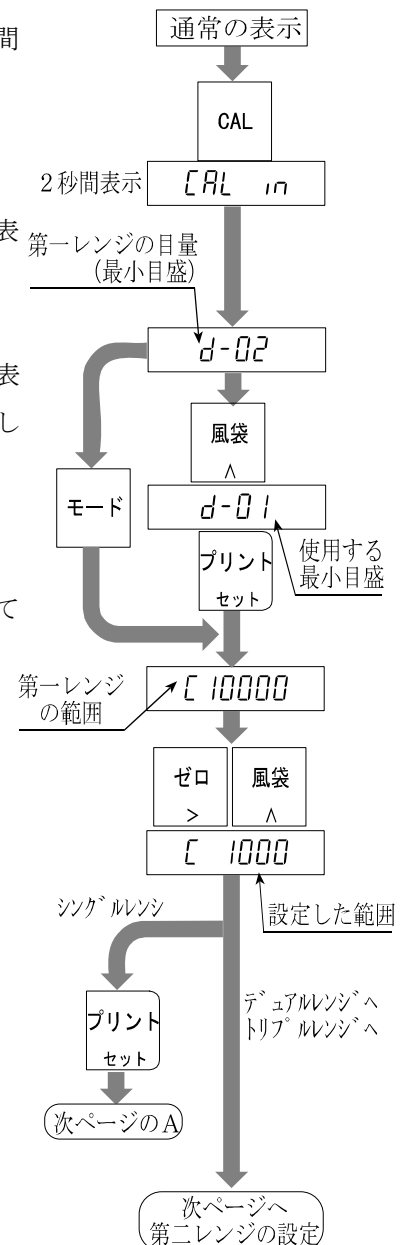 間
通常の表示
CAL
2秒間表示
CAL in
表
第一レンジの目量
(最小目盛)
d-02
表
し
風袋
∧
モード
d-01
使用する
最小目盛
プリント
セット
て
第一レンジ
の範囲
C 10000
ゼロ
>
風袋
∧
C 1000
シングルレンジ
設定した範囲
プリント
セット
デュアルレンジへ
トリプルレンジへ
次ページのA
次ページへ
第二レンジの設定